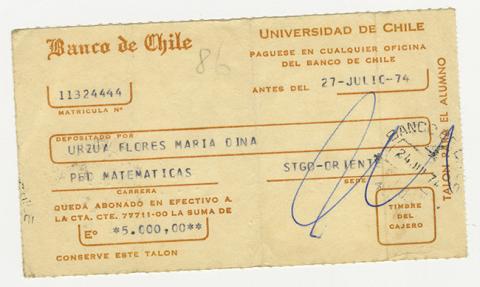 Banco de Chile
86
UNIVERSIDAD DE CHILE
PAGUESE EN CUALQUIER OFICINA
DEL BANCO DE CHILE
11324444
MATRICULA Nº
ANTES DEL 27-JULIO-74
DEPOSITADO POR
URZUA FLORES MARIA DINA
PED MATEMATICAS
CARRERA
STGO-ORIENTE
SEDE
QUEDA ABONADO EN EFECTIVO A
LA CTA. CTE. 77711-00 LA SUMA DE
Eº *5.000,00**
CONSERVE ESTE TALON
TIMBRE
DEL
CAJERO
TALON PARA EL ALUMNO